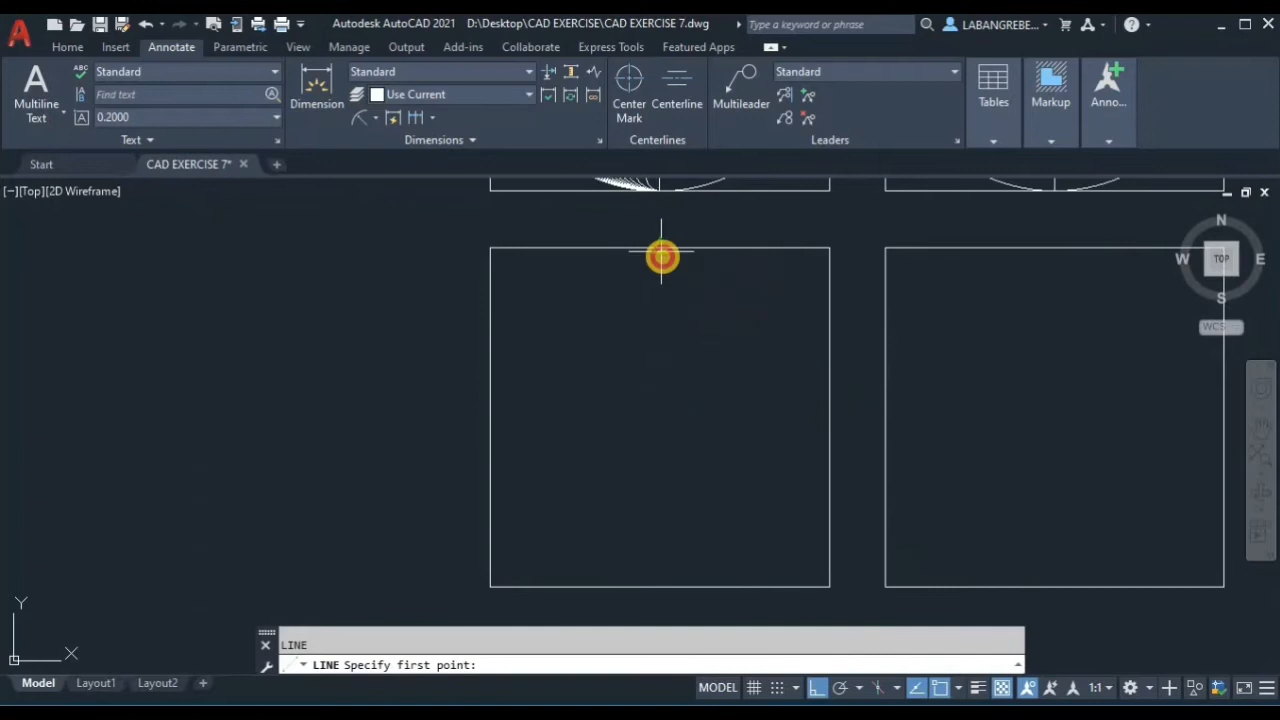 Autodesk AutoCAD 2021 D:\Desktop\CAD EXERCISE\CAD EXERCISE 7.dwg Type a keyword or phrase LABANGREBE...
Home Insert Annotate Parametric View Manage Output Add-ins Collaborate Express Tools Featured Apps
Standard Standard Standard
Find text Use Current
Multiline Text Dimension Center Mark Centerline Multileader Tables Markup Anno...
0.2000
Text Dimensions Centerlines Leaders
Start CAD EXERCISE 7*
[−][Top][2D Wireframe]
N
W TOP E
S
WCS
Y
X
LINE
LINE Specify first point:
Model Layout1 Layout2 MODEL 1:1